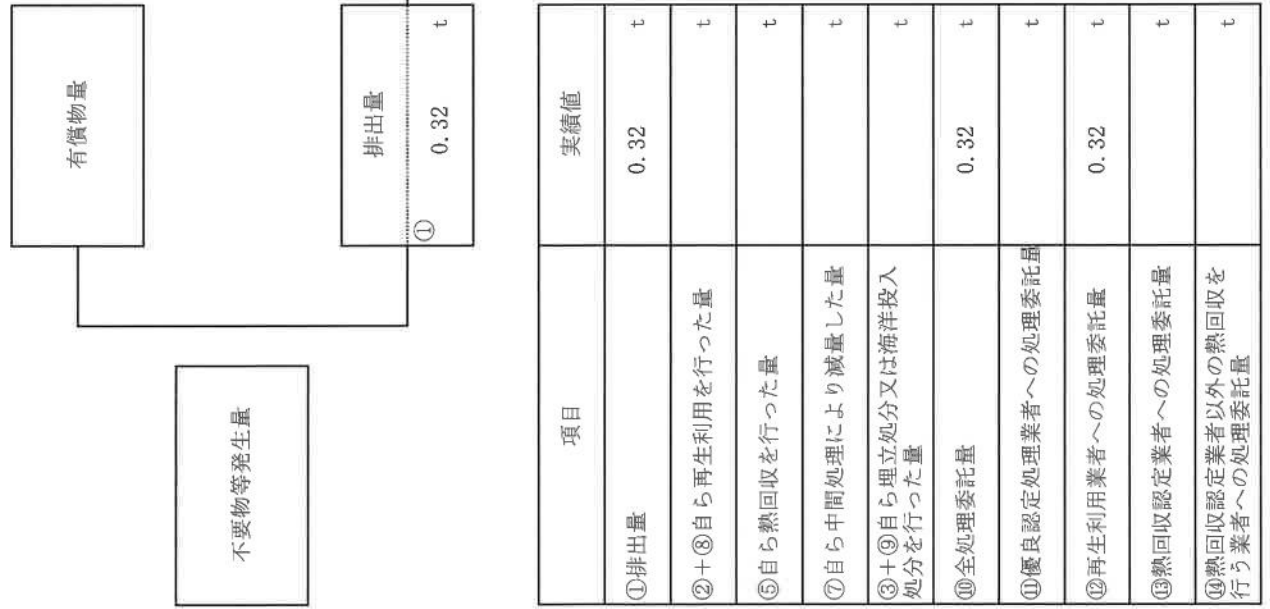 有償物量
不要物等発生量
排出量
① 0.32 t
項目 実績値
①排出量 0.32 t
②+⑧自ら再生利用を行った量 t
⑤自ら熱回収を行った量 t
⑦自ら中間処理により減量した量 t
③+⑨自ら埋立処分又は海洋投入
処分を行った量 t
⑩全処理委託量 0.32 t
⑪優良認定処理業者への処理委託量 t
⑫再生利用業者への処理委託量 0.32 t
⑬熱回収認定業者への処理委託量 t
⑭熱回収認定業者以外の熱回収を
行う業者への処理委託量 t